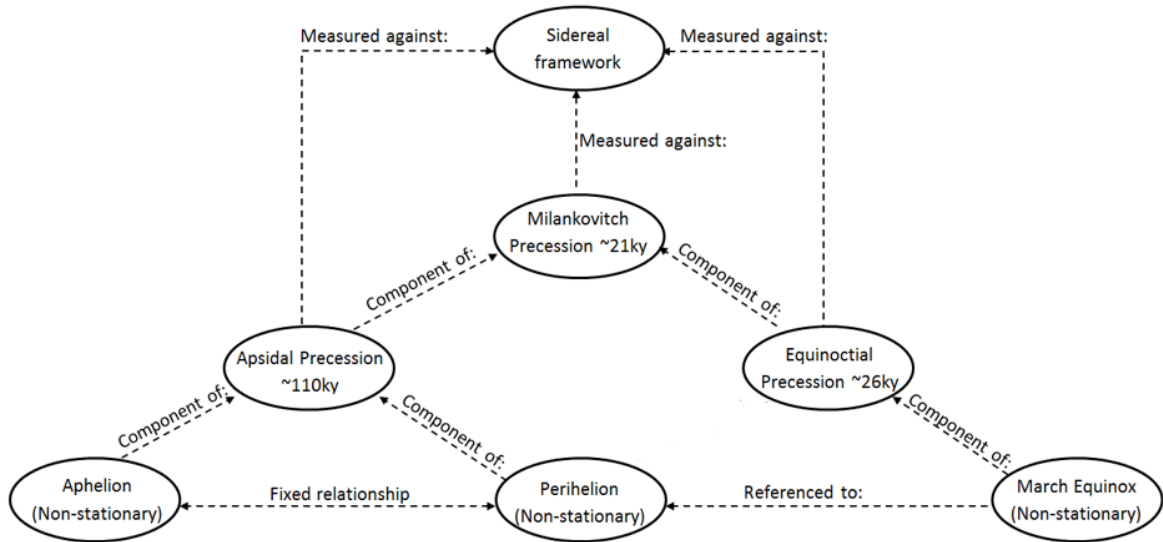 Measured against:
Sidereal
framework
Measured against:
Measured against:
Milankovitch
Precession ~21ky
Component of:
Component of:
Apsidal Precession
~110ky
Equinoctial
Precession ~26ky
Component of:
Component of:
Component of:
Aphelion
(Non-stationary)
Fixed relationship
Perihelion
(Non-stationary)
Referenced to:
March Equinox
(Non-stationary)